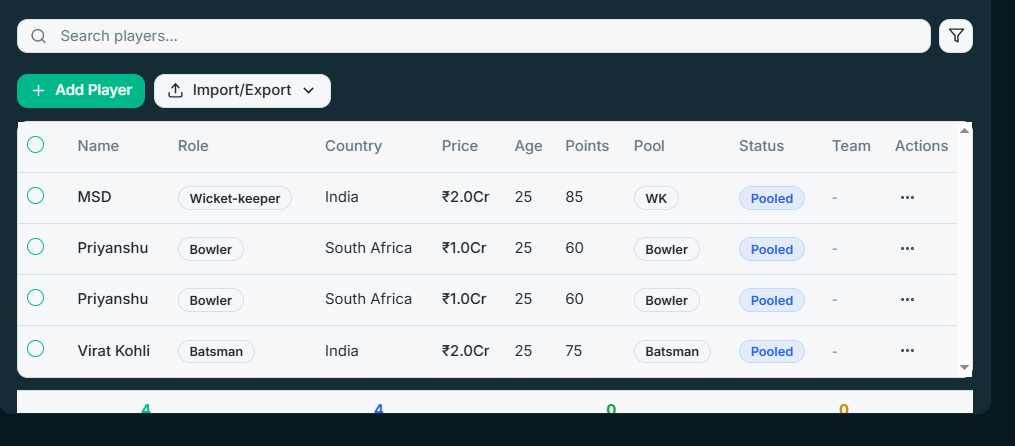 Search players...
+ Add Player Import/Export
Name Role Country Price Age Points Pool Status Team Actions
MSD Wicket-keeper India ₹2.0Cr 25 85 WK Pooled - ...
Priyanshu Bowler South Africa ₹1.0Cr 25 60 Bowler Pooled - ...
Priyanshu Bowler South Africa ₹1.0Cr 25 60 Bowler Pooled - ...
Virat Kohli Batsman India ₹2.0Cr 25 75 Batsman Pooled - ...
4 4 0 0